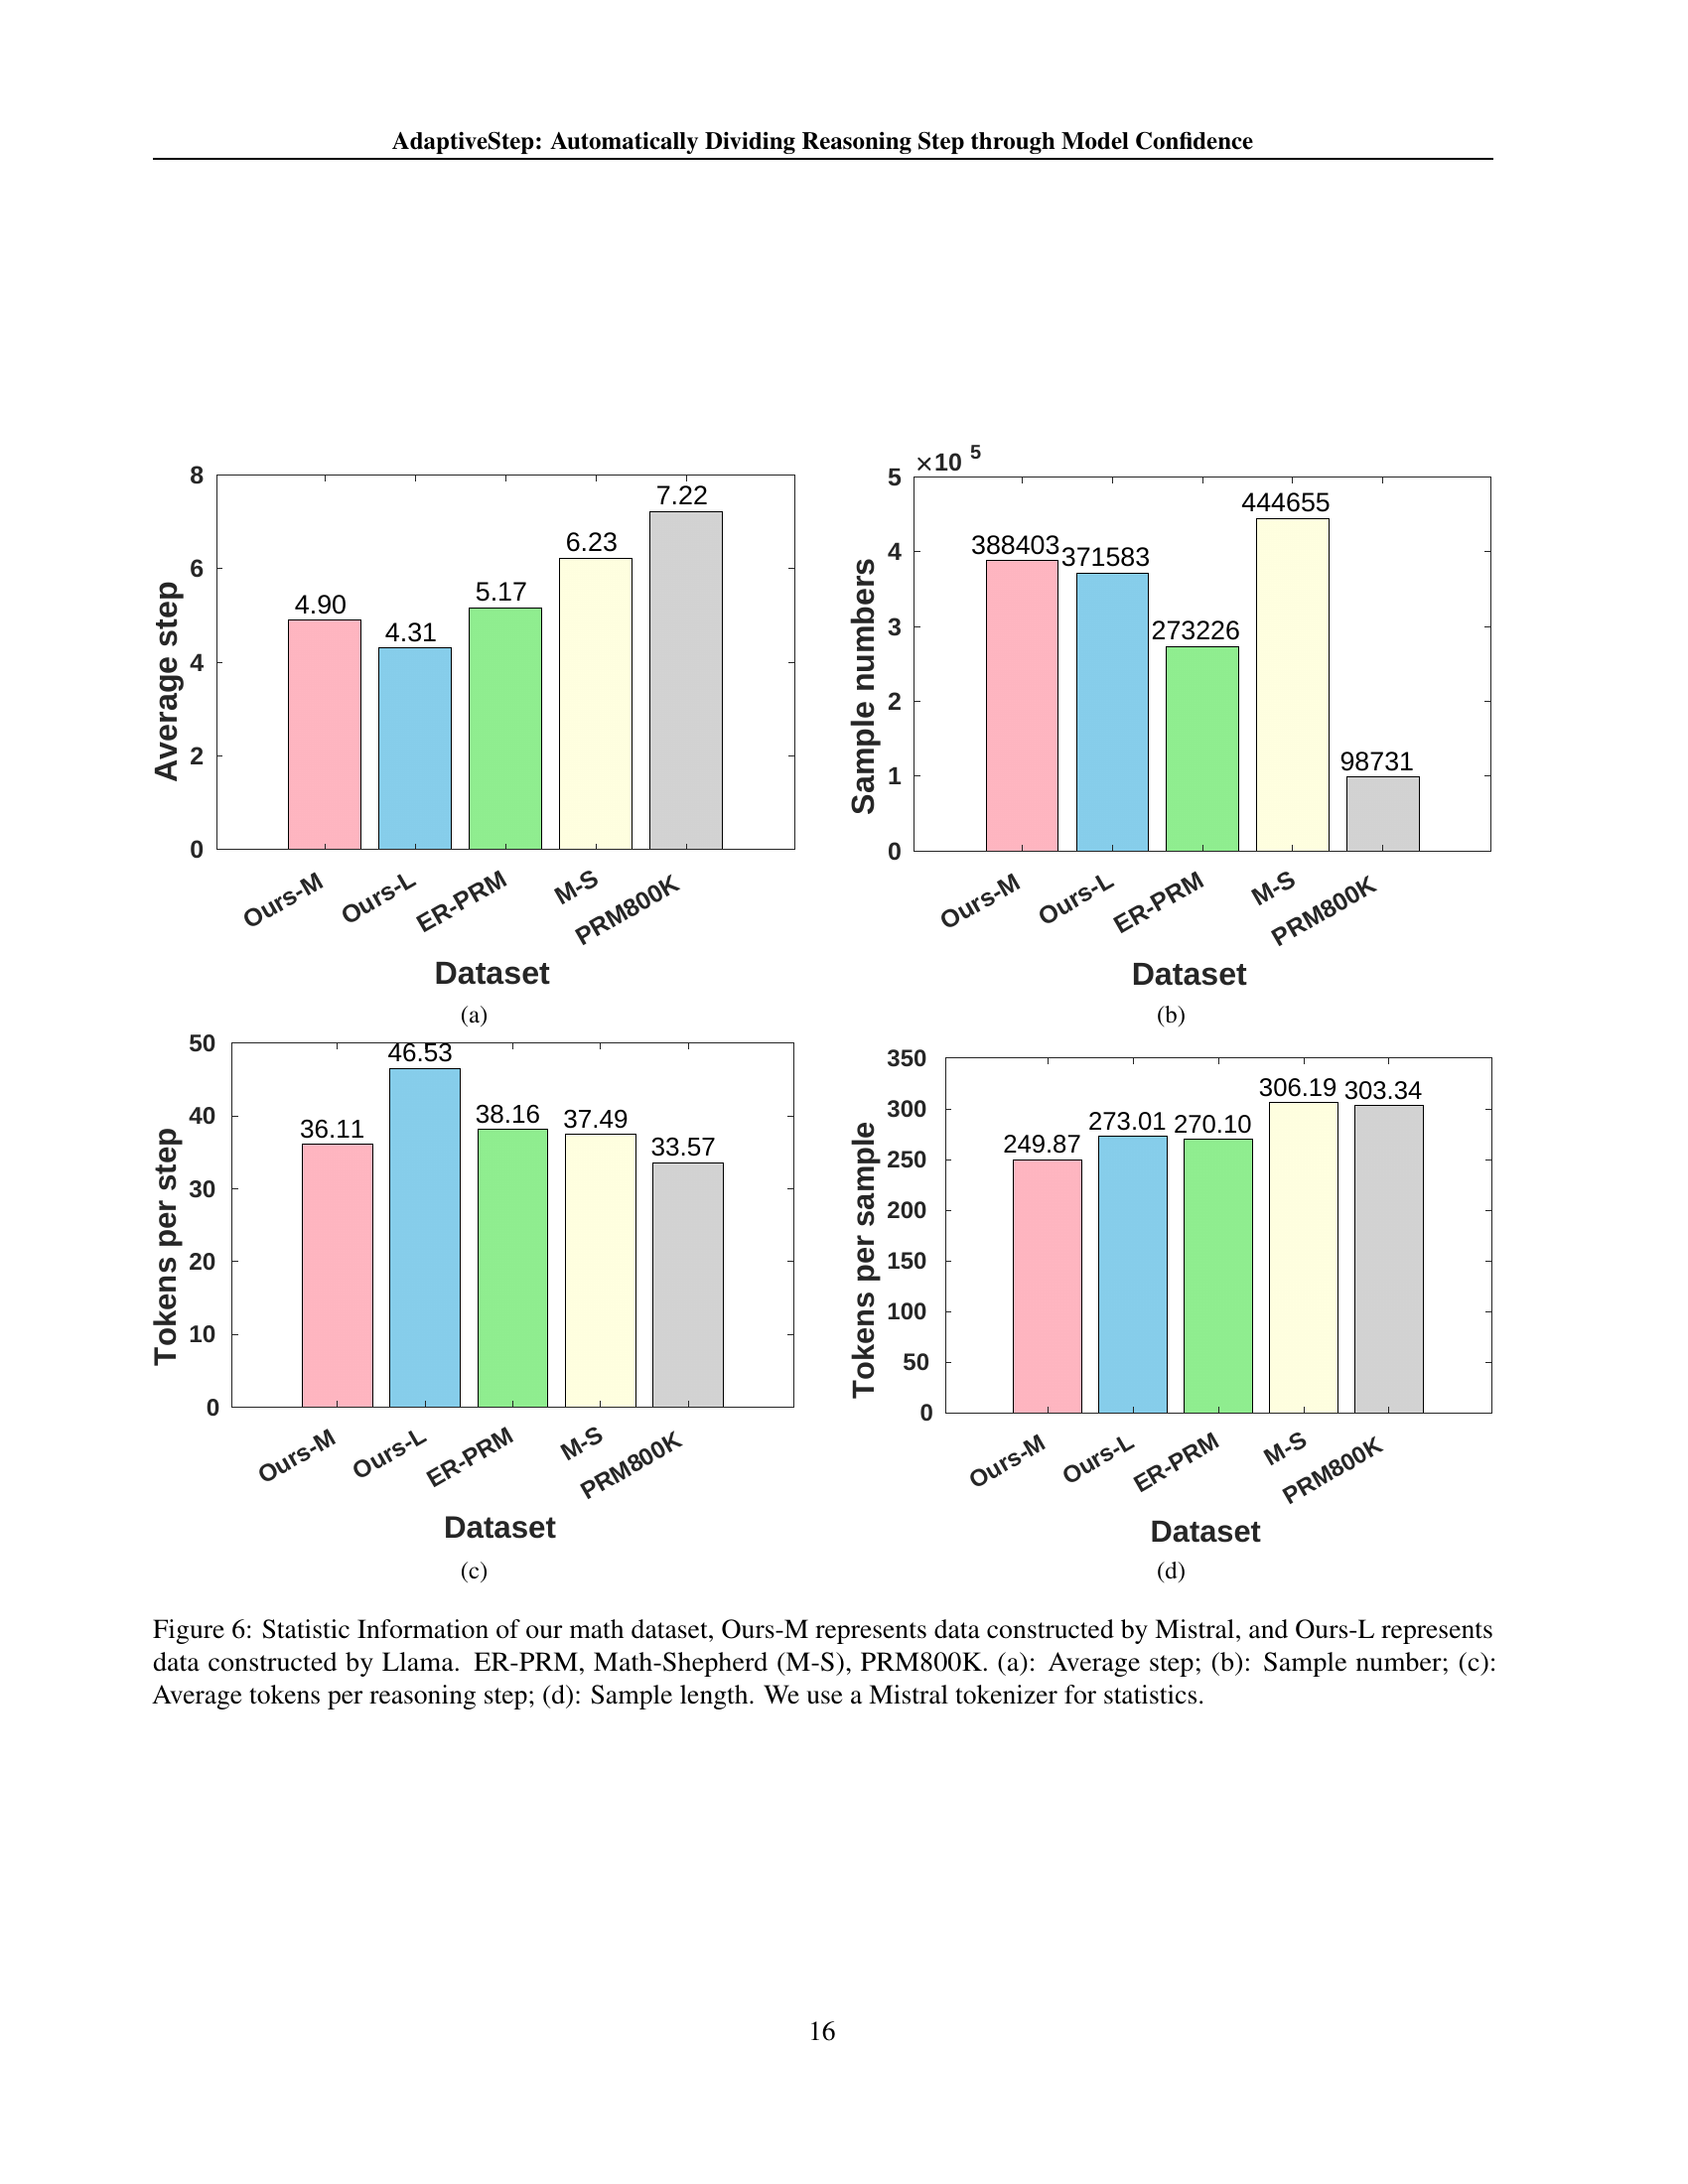 AdaptiveStep: Automatically Dividing Reasoning Step through Model Confidence
8
6
4
2
0
Average step
4.90
4.31
5.17
6.23
7.22
Ours-M
Ours-L
ER-PRM
M-S
PRM800K
Dataset
(a)
×10 5
5
4
3
2
1
0
Sample numbers
388403
371583
273226
444655
98731
Ours-M
Ours-L
ER-PRM
M-S
PRM800K
Dataset
(b)
50
40
30
20
10
0
Tokens per step
36.11
46.53
38.16
37.49
33.57
Ours-M
Ours-L
ER-PRM
M-S
PRM800K
Dataset
(c)
350
300
250
200
150
100
50
0
Tokens per sample
249.87
273.01
270.10
306.19
303.34
Ours-M
Ours-L
ER-PRM
M-S
PRM800K
Dataset
(d)
Figure 6: Statistic Information of our math dataset, Ours-M represents data constructed by Mistral, and Ours-L represents
data constructed by Llama. ER-PRM, Math-Shepherd (M-S), PRM800K. (a): Average step; (b): Sample number; (c):
Average tokens per reasoning step; (d): Sample length. We use a Mistral tokenizer for statistics.
16